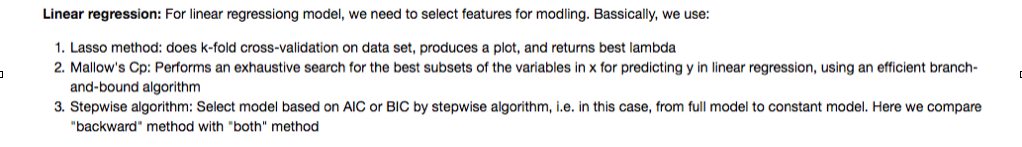 Linear regression: For linear regressiong model, we need to select features for modling. Bassically, we use:
1. Lasso method: does k-fold cross-validation on data set, produces a plot, and returns best lambda
2. Mallow's Cp: Performs an exhaustive search for the best subsets of the variables in x for predicting y in linear regression, using an efficient branch-
and-bound algorithm
3. Stepwise algorithm: Select model based on AIC or BIC by stepwise algorithm, i.e. in this case, from full model to constant model. Here we compare
"backward" method with "both" method